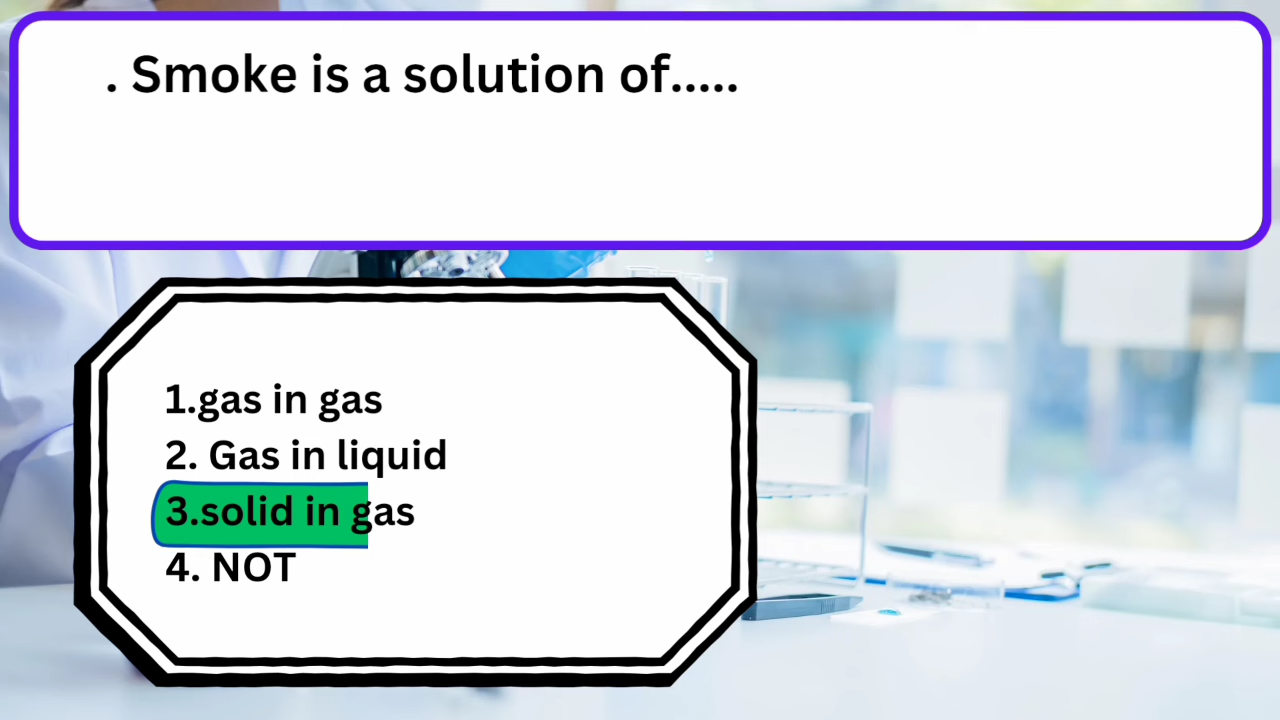 . Smoke is a solution of.....
1.gas in gas
2. Gas in liquid
3.solid in gas
4. NOT